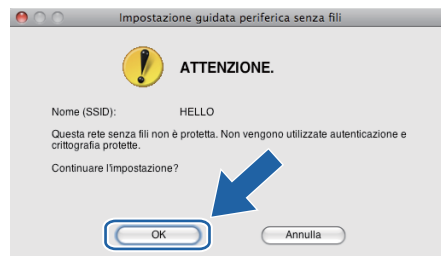 Impostazione guidata periferica senza fili
ATTENZIONE.
Nome (SSID): HELLO
Questa rete senza fili non è protetta. Non vengono utilizzate autenticazione e
crittografia protette.
Continuare l'impostazione?
OK Annulla